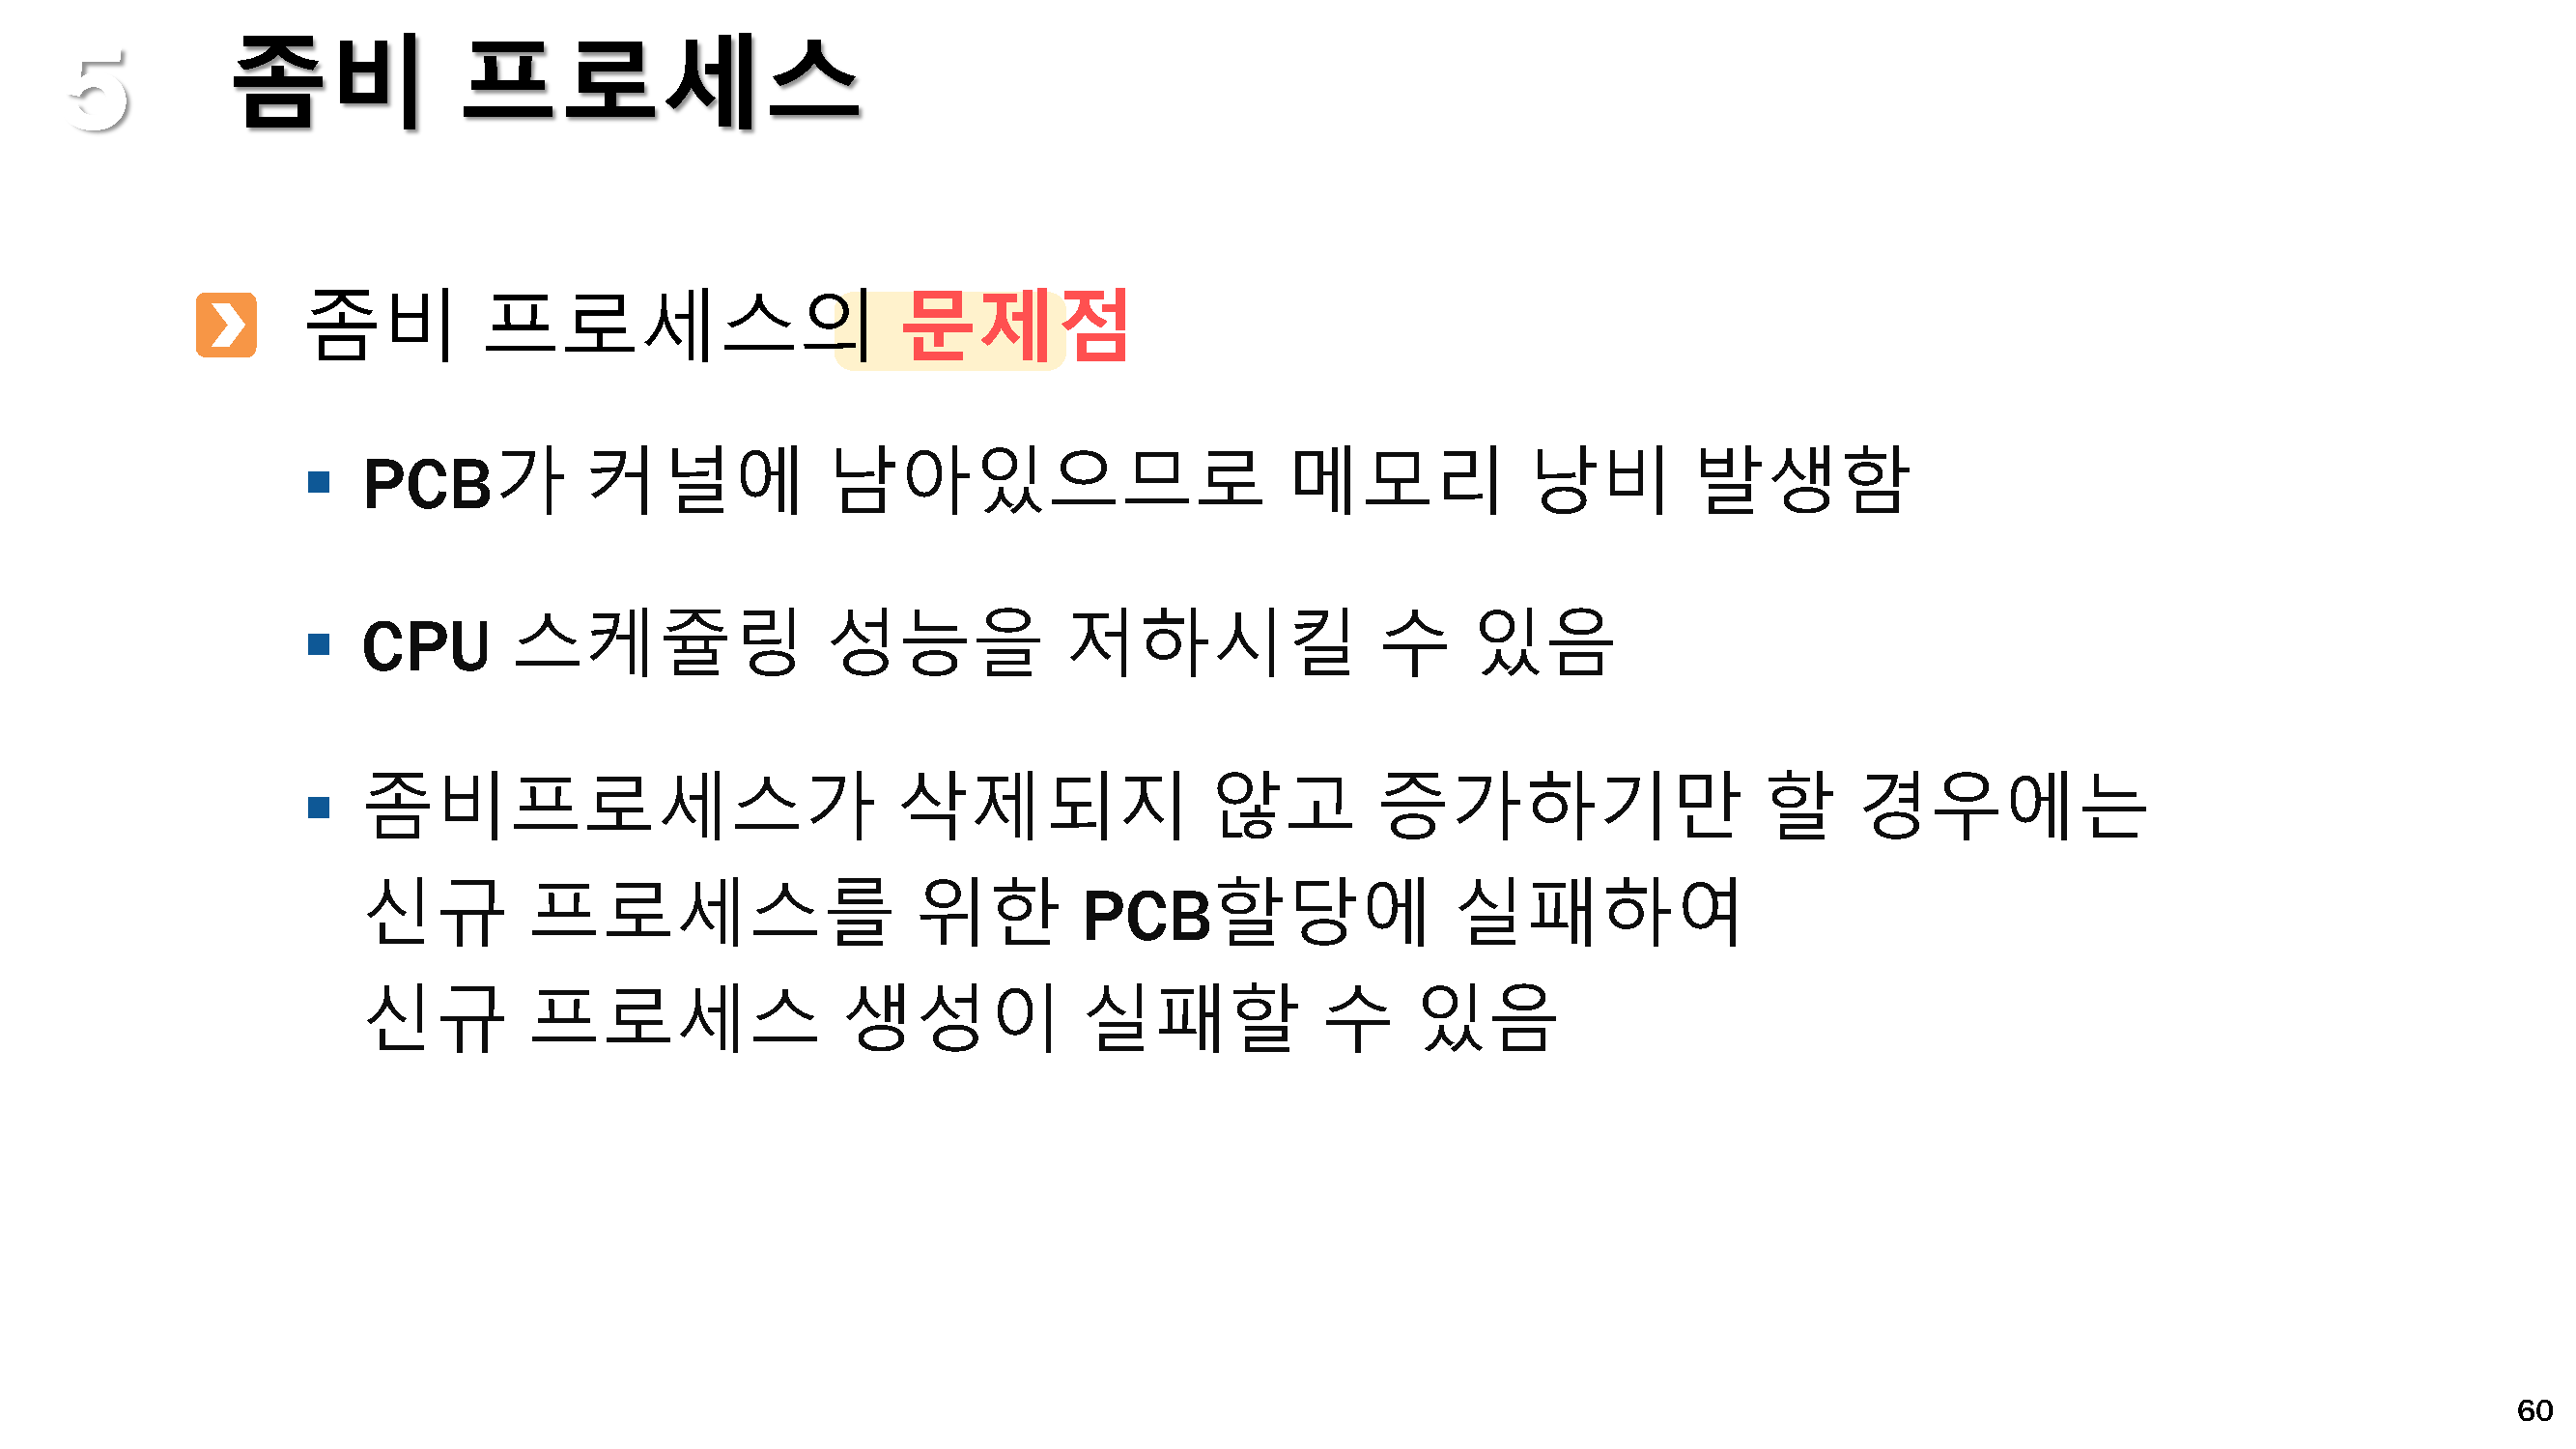 5 좀비 프로세스
좀비 프로세스의 문제점
▪ PCB가 커널에 남아있으므로 메모리 낭비 발생함
▪ CPU 스케쥴링 성능을 저하시킬 수 있음
▪ 좀비프로세스가 삭제되지 않고 증가하기만 할 경우에는
신규 프로세스를 위한 PCB할당에 실패하여
신규 프로세스 생성이 실패할 수 있음
60